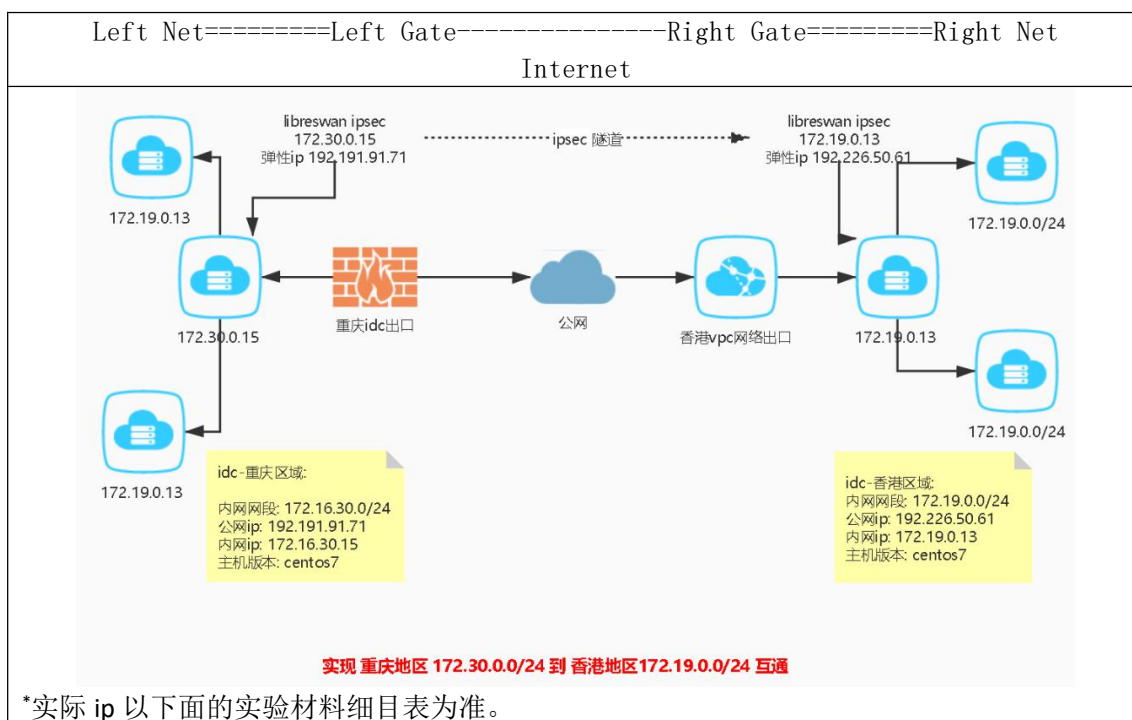 Left Net=========Left Gate---------------Right Gate=========Right Net
Internet
libreswan ipsec
172.30.0.15
弹性ip 192.191.91.71
ipsec 隧道
libreswan ipsec
172.19.0.13
弹性ip 192.226.50.61
172.19.0.13
172.19.0.0/24
172.30.0.15
重庆idc出口
公网
香港vpc网络出口
172.19.0.13
172.19.0.13
172.19.0.0/24
idc-重庆区域:
内网网段: 172.16.30.0/24
公网ip: 192.191.91.71
内网ip: 172.16.30.15
主机版本: centos7
idc-香港区域:
内网网段: 172.19.0.0/24
公网ip: 192.226.50.61
内网ip: 172.19.0.13
主机版本: centos7
实现 重庆地区 172.30.0.0/24 到 香港地区172.19.0.0/24 互通
*实际 ip 以下面的实验材料细目表为准。